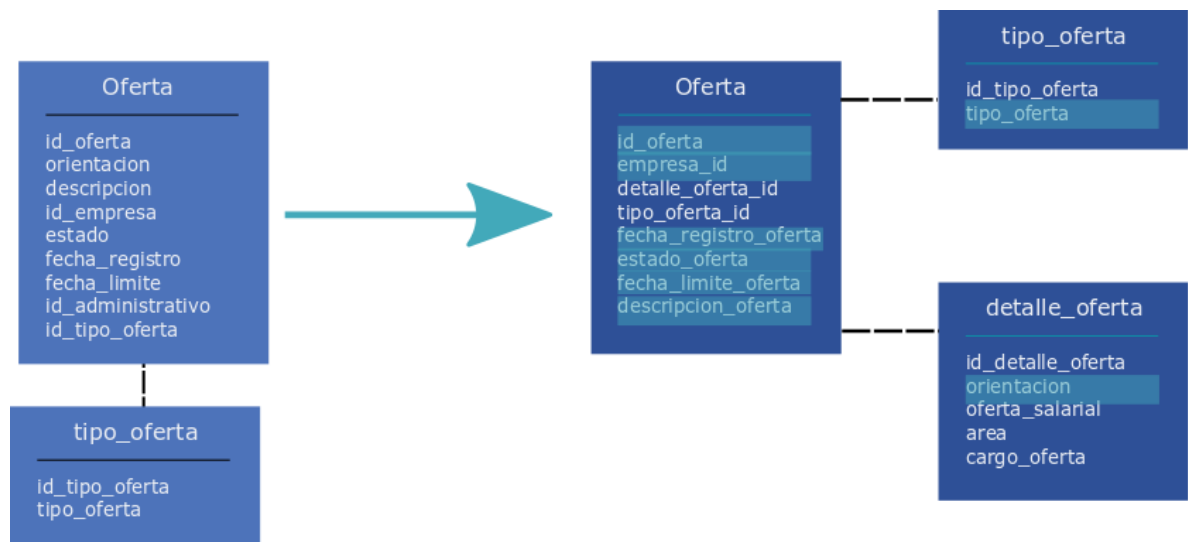 Oferta
id_oferta
orientacion
descripcion
id_empresa
estado
fecha_registro
fecha_limite
id_administrativo
id_tipo_oferta
tipo_oferta
id_tipo_oferta
tipo_oferta
Oferta
id_oferta
empresa_id
detalle_oferta_id
tipo_oferta_id
fecha_registro_oferta
estado_oferta
fecha_limite_oferta
descripcion_oferta
tipo_oferta
id_tipo_oferta
tipo_oferta
detalle_oferta
id_detalle_oferta
orientacion
oferta_salarial
area
cargo_oferta